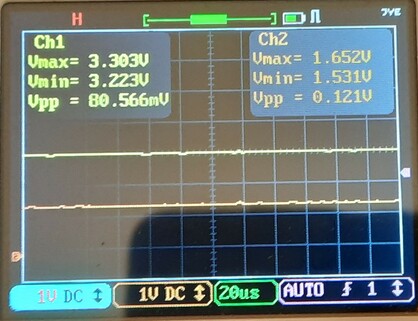 H
Ch1
Vmax= 3.303V
Vmin= 3.223V
Vpp = 80.566mV
Ch2
Vmax= 1.652V
Vmin= 1.531V
Vpp = 0.121V
1V DC
1V DC
20us
AUTO 1